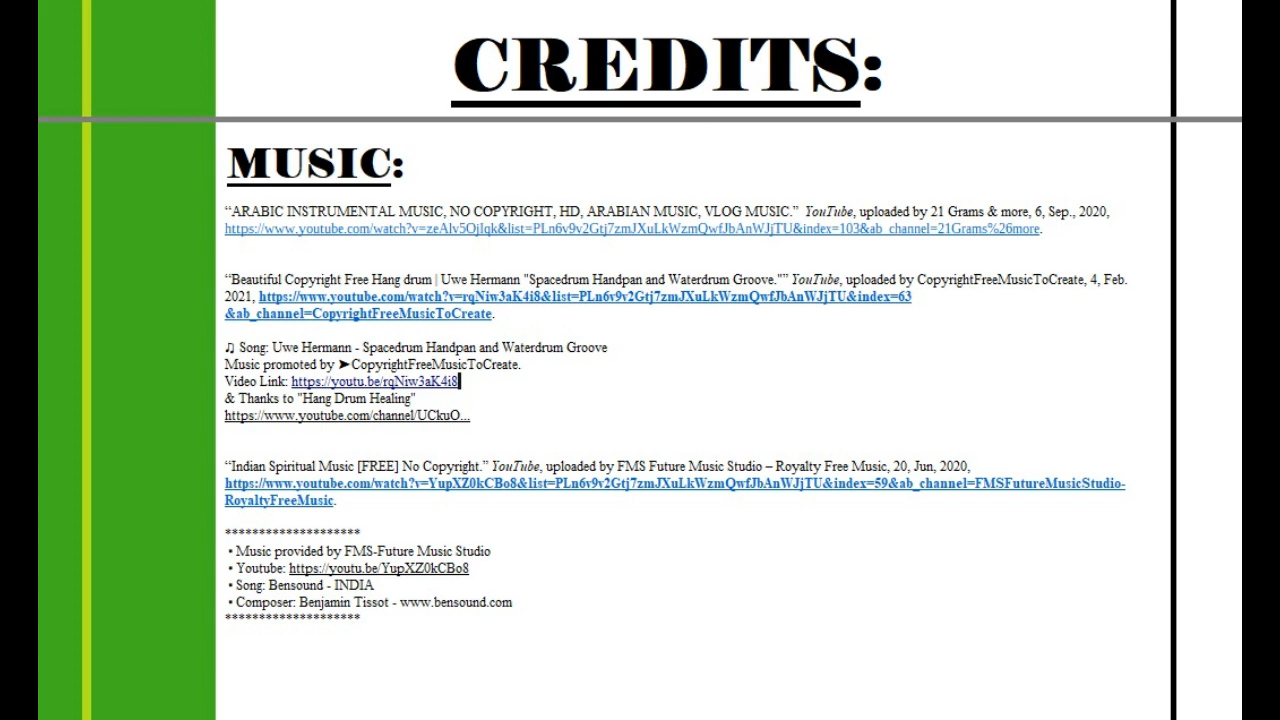 CREDITS:
MUSIC:
“ARABIC INSTRUMENTAL MUSIC, NO COPYRIGHT, HD, ARABIAN MUSIC, VLOG MUSIC.” YouTube, uploaded by 21 Grams & more, 6, Sep., 2020,
https://www.youtube.com/watch?v=zeAlv5OjIqk&list=PLn6v9v2Gtj7zmJXuLkWzmQwfJbAnWJjTU&index=103&ab_channel=21Grams%26more.
“Beautiful Copyright Free Hang drum | Uwe Hermann "Spacedrum Handpan and Waterdrum Groove."” YouTube, uploaded by CopyrightFreeMusicToCreate, 4, Feb.
2021, https://www.youtube.com/watch?v=rqNiw3aK4i8&list=PLn6v9v2Gtj7zmJXuLkWzmQwfJbAnWJjTU&index=63
&ab_channel=CopyrightFreeMusicToCreate.
♫ Song: Uwe Hermann - Spacedrum Handpan and Waterdrum Groove
Music promoted by ➤CopyrightFreeMusicToCreate.
Video Link: https://youtu.be/rqNiw3aK4i8
& Thanks to "Hang Drum Healing"
https://www.youtube.com/channel/UCkuO...
“Indian Spiritual Music [FREE] No Copyright.” YouTube, uploaded by FMS Future Music Studio – Royalty Free Music, 20, Jun, 2020,
https://www.youtube.com/watch?v=YupXZ0kCBo8&list=PLn6v9v2Gtj7zmJXuLkWzmQwfJbAnWJjTU&index=59&ab_channel=FMSFutureMusicStudio-
RoyaltyFreeMusic.
********************
▪ Music provided by FMS-Future Music Studio
▪ Youtube: https://youtu.be/YupXZ0kCBo8
▪ Song: Bensound - INDIA
▪ Composer: Benjamin Tissot - www.bensound.com
********************